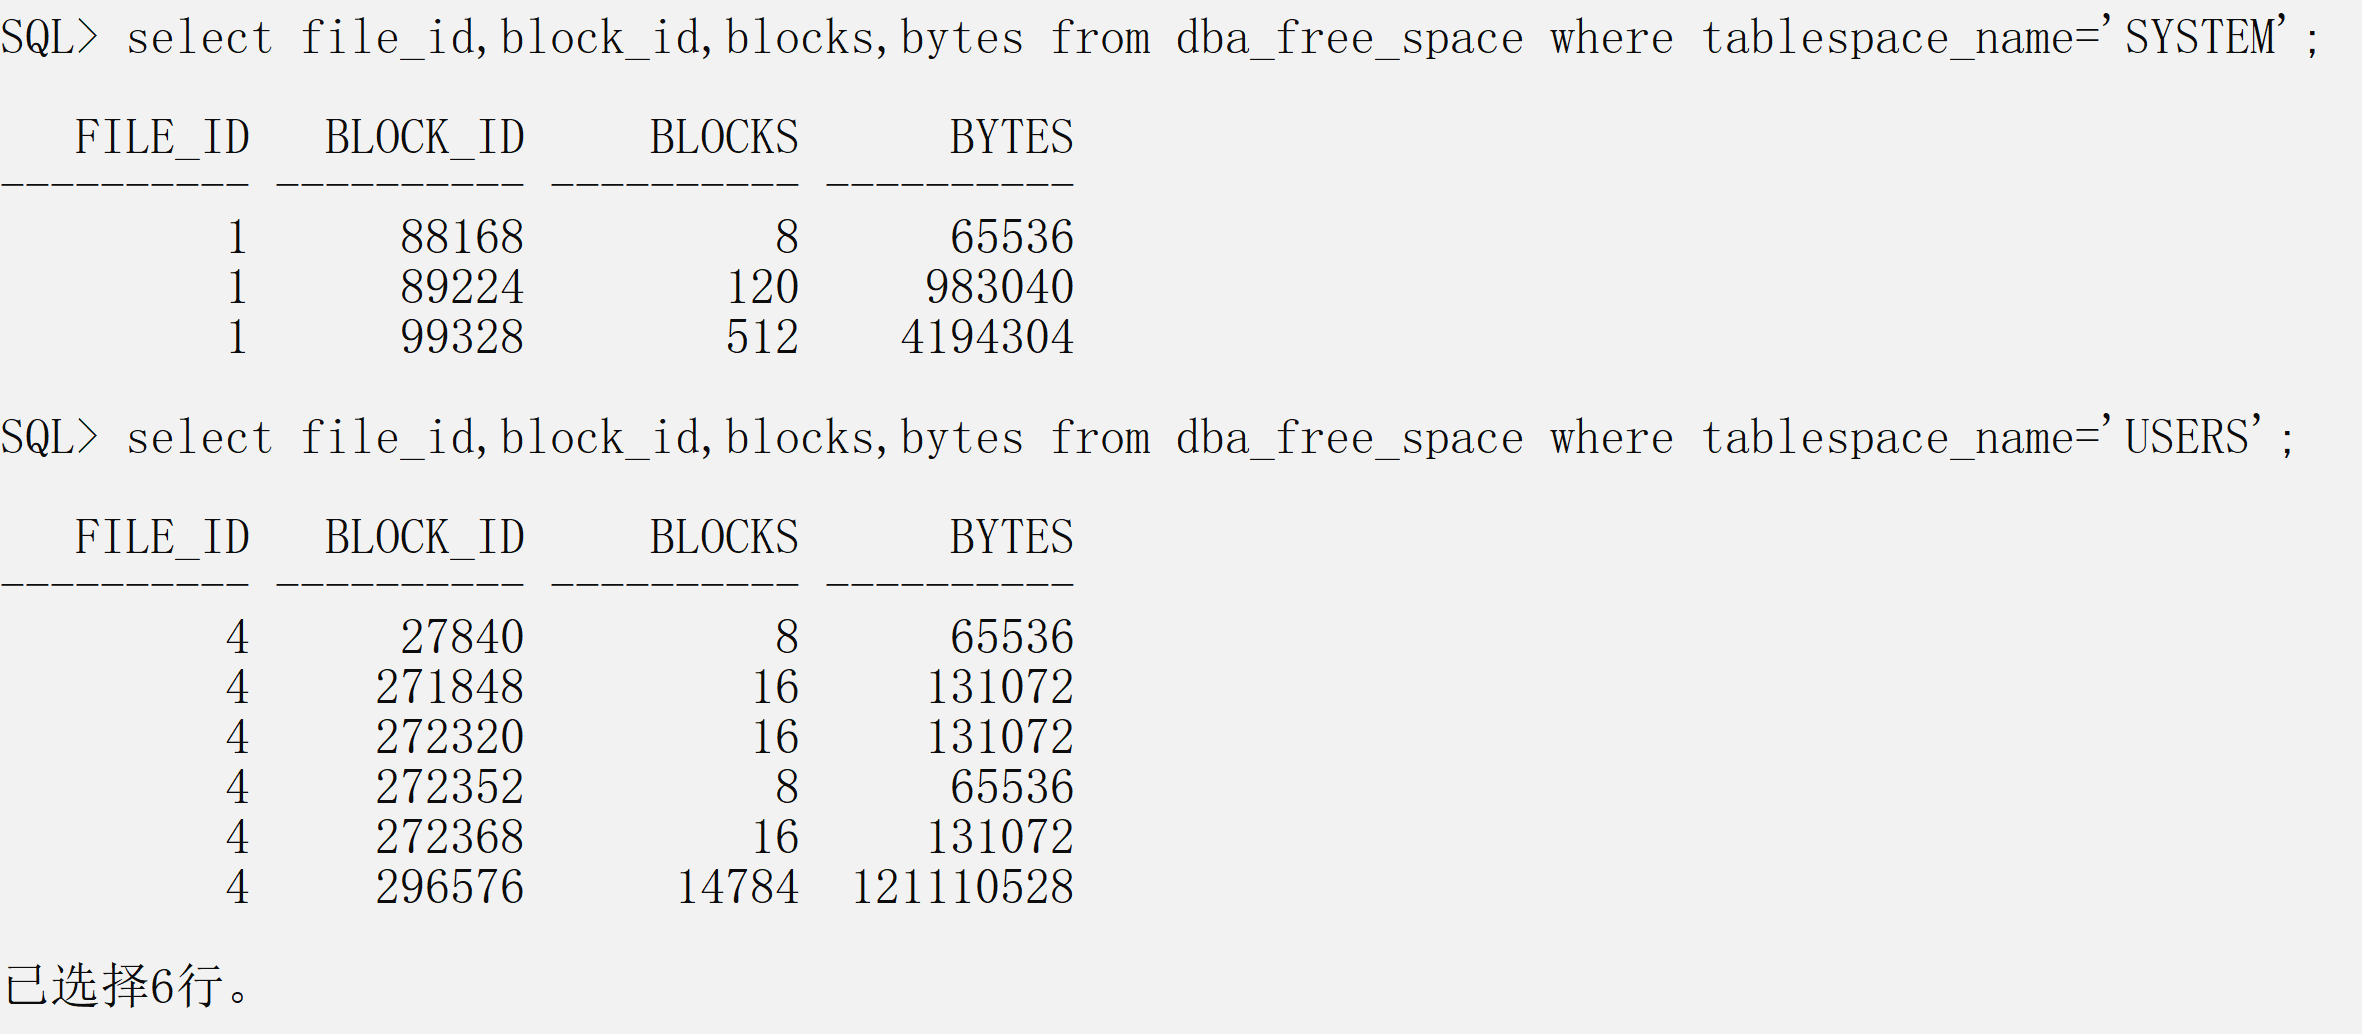 SQL> select file_id,block_id,blocks,bytes from dba_free_space where tablespace_name='SYSTEM';
FILE_ID BLOCK_ID BLOCKS BYTES
---------- ---------- ---------- ----------
1 88168 8 65536
1 89224 120 983040
1 99328 512 4194304
SQL> select file_id,block_id,blocks,bytes from dba_free_space where tablespace_name='USERS';
FILE_ID BLOCK_ID BLOCKS BYTES
---------- ---------- ---------- ----------
4 27840 8 65536
4 271848 16 131072
4 272320 16 131072
4 272352 8 65536
4 272368 16 131072
4 296576 14784 121110528
已选择6行。